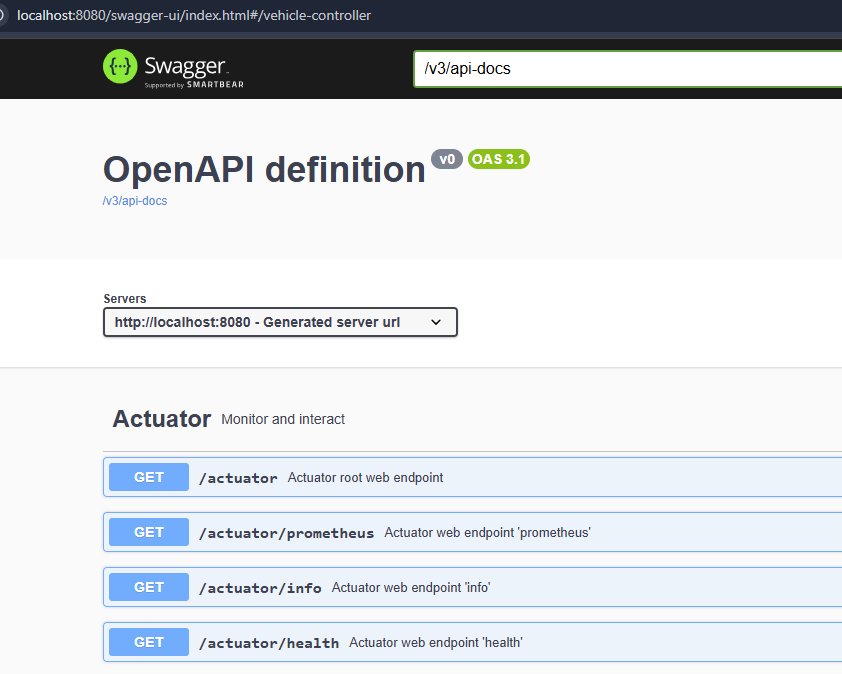 localhost:8080/swagger-ui/index.html#/vehicle-controller
Swagger
Supported by SMARTBEAR
/v3/api-docs
OpenAPI definition v0 OAS 3.1
/v3/api-docs
Servers
http://localhost:8080 - Generated server url
Actuator Monitor and interact
GET /actuator Actuator root web endpoint
GET /actuator/prometheus Actuator web endpoint 'prometheus'
GET /actuator/info Actuator web endpoint 'info'
GET /actuator/health Actuator web endpoint 'health'